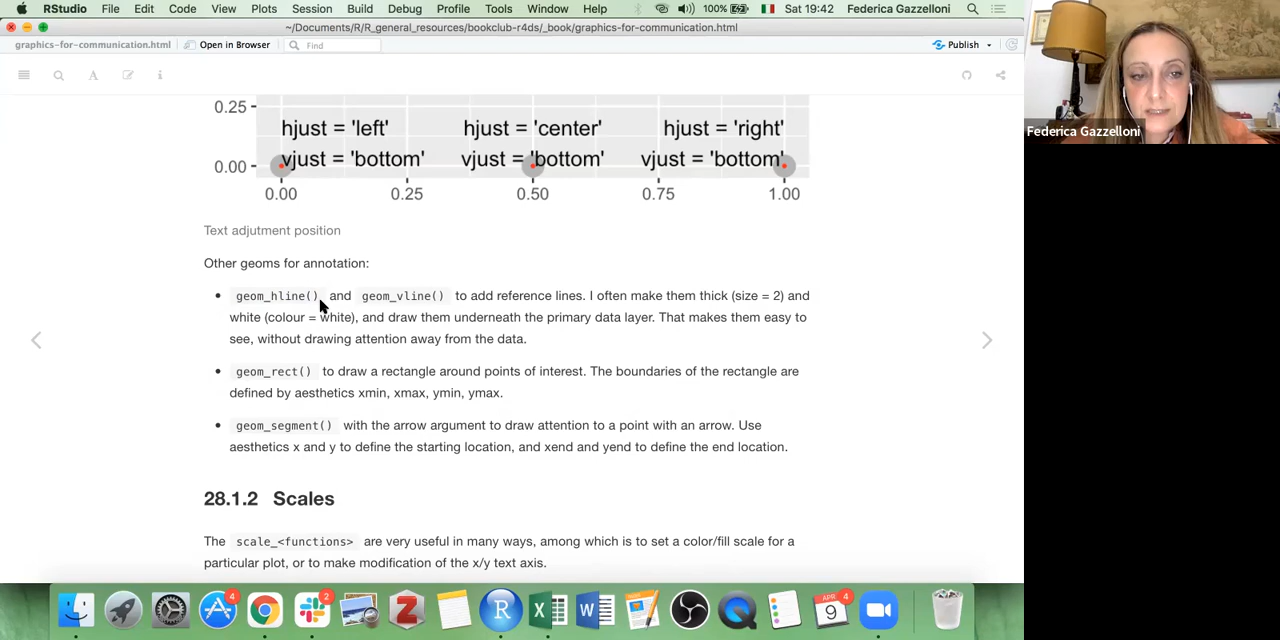 RStudio File Edit Code View Plots Session Build Debug Profile Tools Window Help 100% Sat 19:42 Federica Gazzelloni
~/Documents/R/R_general_resources/bookclub-r4ds/_book/graphics-for-communication.html
graphics-for-communication.html Open in Browser Find Publish
A i
0.25
hjust = 'left' hjust = 'center' hjust = 'right'
0.00 vjust = 'bottom' vjust = 'bottom' vjust = 'bottom'
0.00 0.25 0.50 0.75 1.00
Text adjutment position
Other geoms for annotation:
• geom_hline() and geom_vline() to add reference lines. I often make them thick (size = 2) and
white (colour = white), and draw them underneath the primary data layer. That makes them easy to
see, without drawing attention away from the data.
• geom_rect() to draw a rectangle around points of interest. The boundaries of the rectangle are
defined by aesthetics xmin, xmax, ymin, ymax.
• geom_segment() with the arrow argument to draw attention to a point with an arrow. Use
aesthetics x and y to define the starting location, and xend and yend to define the end location.
28.1.2 Scales
The scale_<functions> are very useful in many ways, among which is to set a color/fill scale for a
particular plot, or to make modification of the x/y text axis.
4 2 Z R X W APR 9 4
Federica Gazzelloni